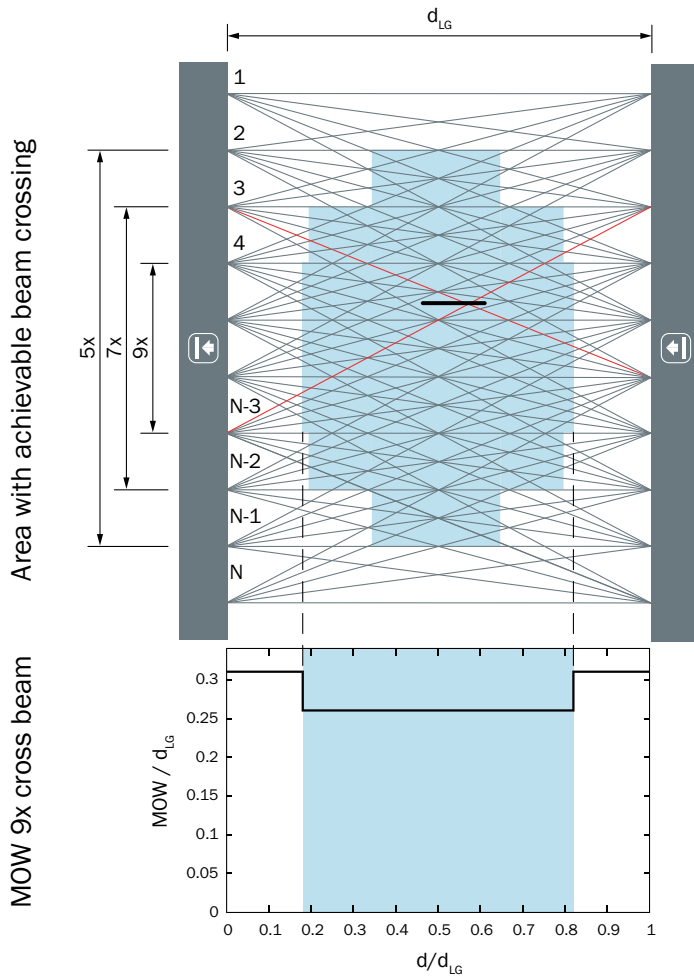 d_LG
1
2
3
4
N-3
N-2
N-1
N
5x
7x
9x
Area with achievable beam crossing
MOW 9x cross beam
MOW / d_LG
0.3
0.25
0.2
0.15
0.1
0.05
0
0 0.1 0.2 0.3 0.4 0.5 0.6 0.7 0.8 0.9 1
d/d_LG